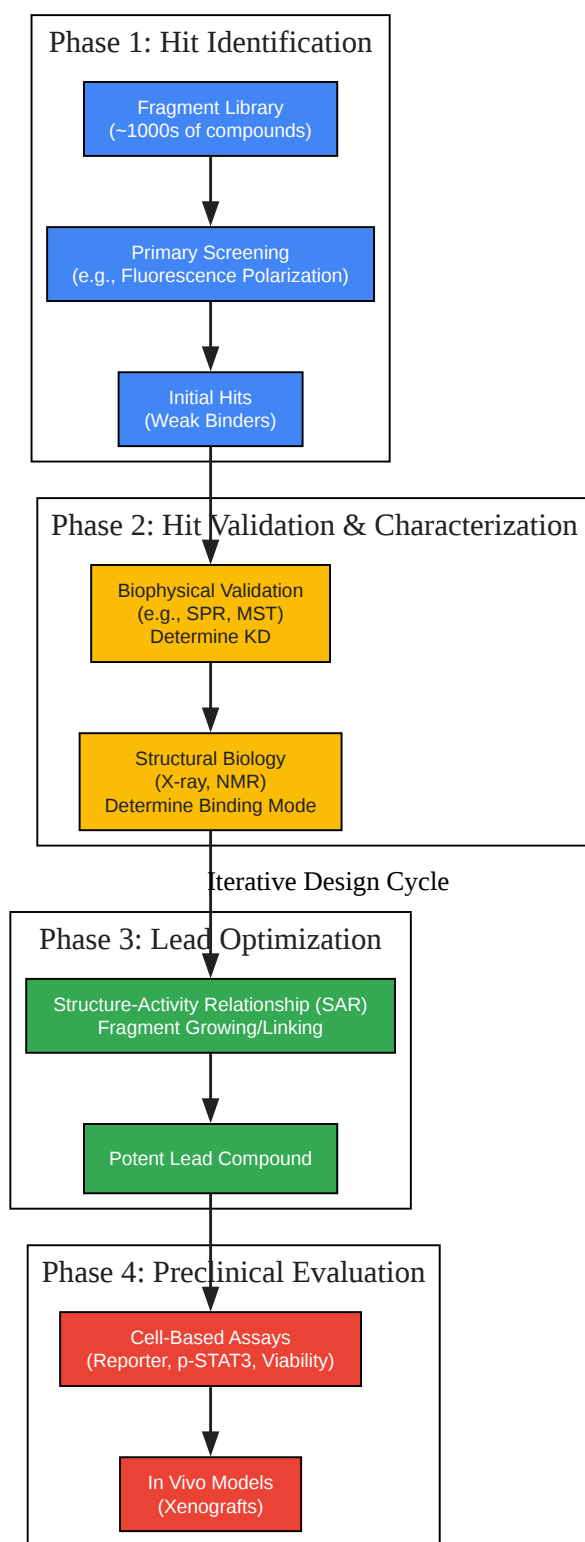 Phase 1: Hit Identification
Fragment Library
(~1000s of compounds)
Primary Screening
(e.g., Fluorescence Polarization)
Initial Hits
(Weak Binders)
Phase 2: Hit Validation & Characterization
Biophysical Validation
(e.g., SPR, MST)
Determine KD
Structural Biology
(X-ray, NMR)
Determine Binding Mode
Iterative Design Cycle
Phase 3: Lead Optimization
Structure-Activity Relationship (SAR)
Fragment Growing/Linking
Potent Lead Compound
Phase 4: Preclinical Evaluation
Cell-Based Assays
(Reporter, p-STAT3, Viability)
In Vivo Models
(Xenografts)